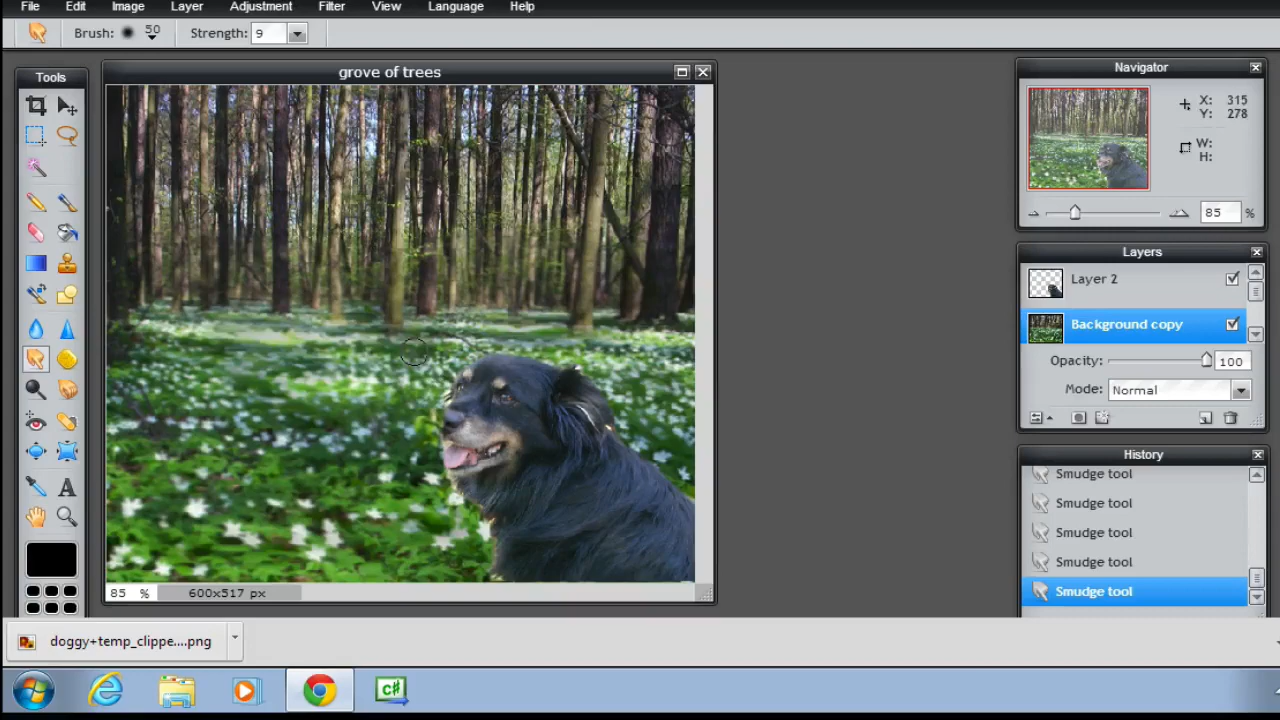 File Edit Image Layer Adjustment Filter View Language Help
Brush: 50 Strength: 9
Tools
grove of trees
85 % 600x517 px
Navigator
X: 315
Y: 278
W:
H:
85 %
Layers
Layer 2
Background copy
Opacity: 100
Mode: Normal
History
Smudge tool
Smudge tool
Smudge tool
Smudge tool
Smudge tool
A
doggy+temp_clippe....png
C#